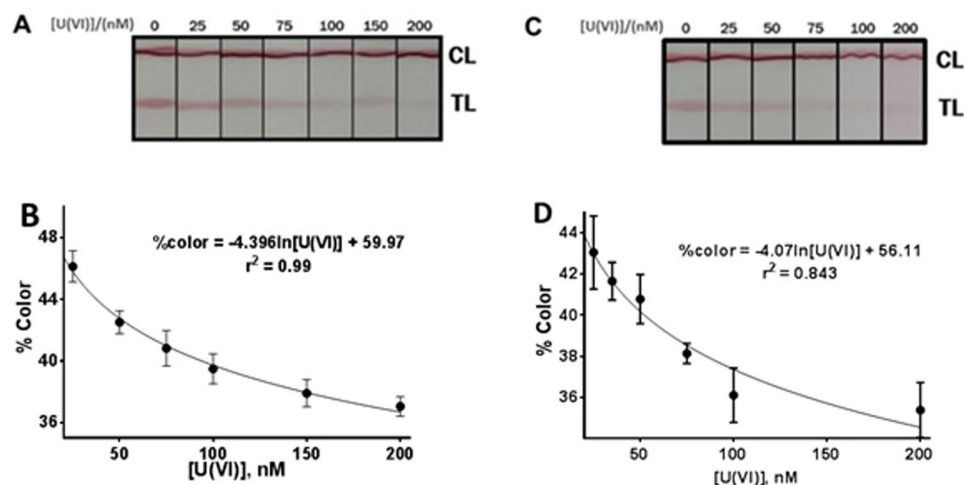 A
[U(VI)]/(nM) 0 25 50 75 100 150 200
CL
TL
C
[U(VI)]/(nM) 0 25 50 75 100 200
CL
TL
B
%color = -4.396ln[U(VI)] + 59.97
r² = 0.99
% Color
48
44
40
36
50 100 150 200
[U(VI)], nM
D
%color = -4.07ln[U(VI)] + 56.11
r² = 0.843
% Color
44
42
40
38
36
50 100 150 200
[U(VI)], nM